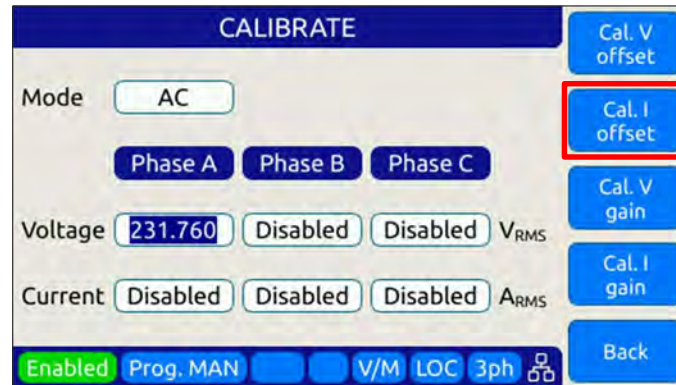 CALIBRATE
Cal. V
offset
Mode AC
Cal. I
offset
Phase A Phase B Phase C
Cal. V
gain
Voltage 231.760 Disabled Disabled VRMS
Cal. I
gain
Current Disabled Disabled Disabled ARMS
Back
Enabled Prog. MAN V/M LOC 3ph